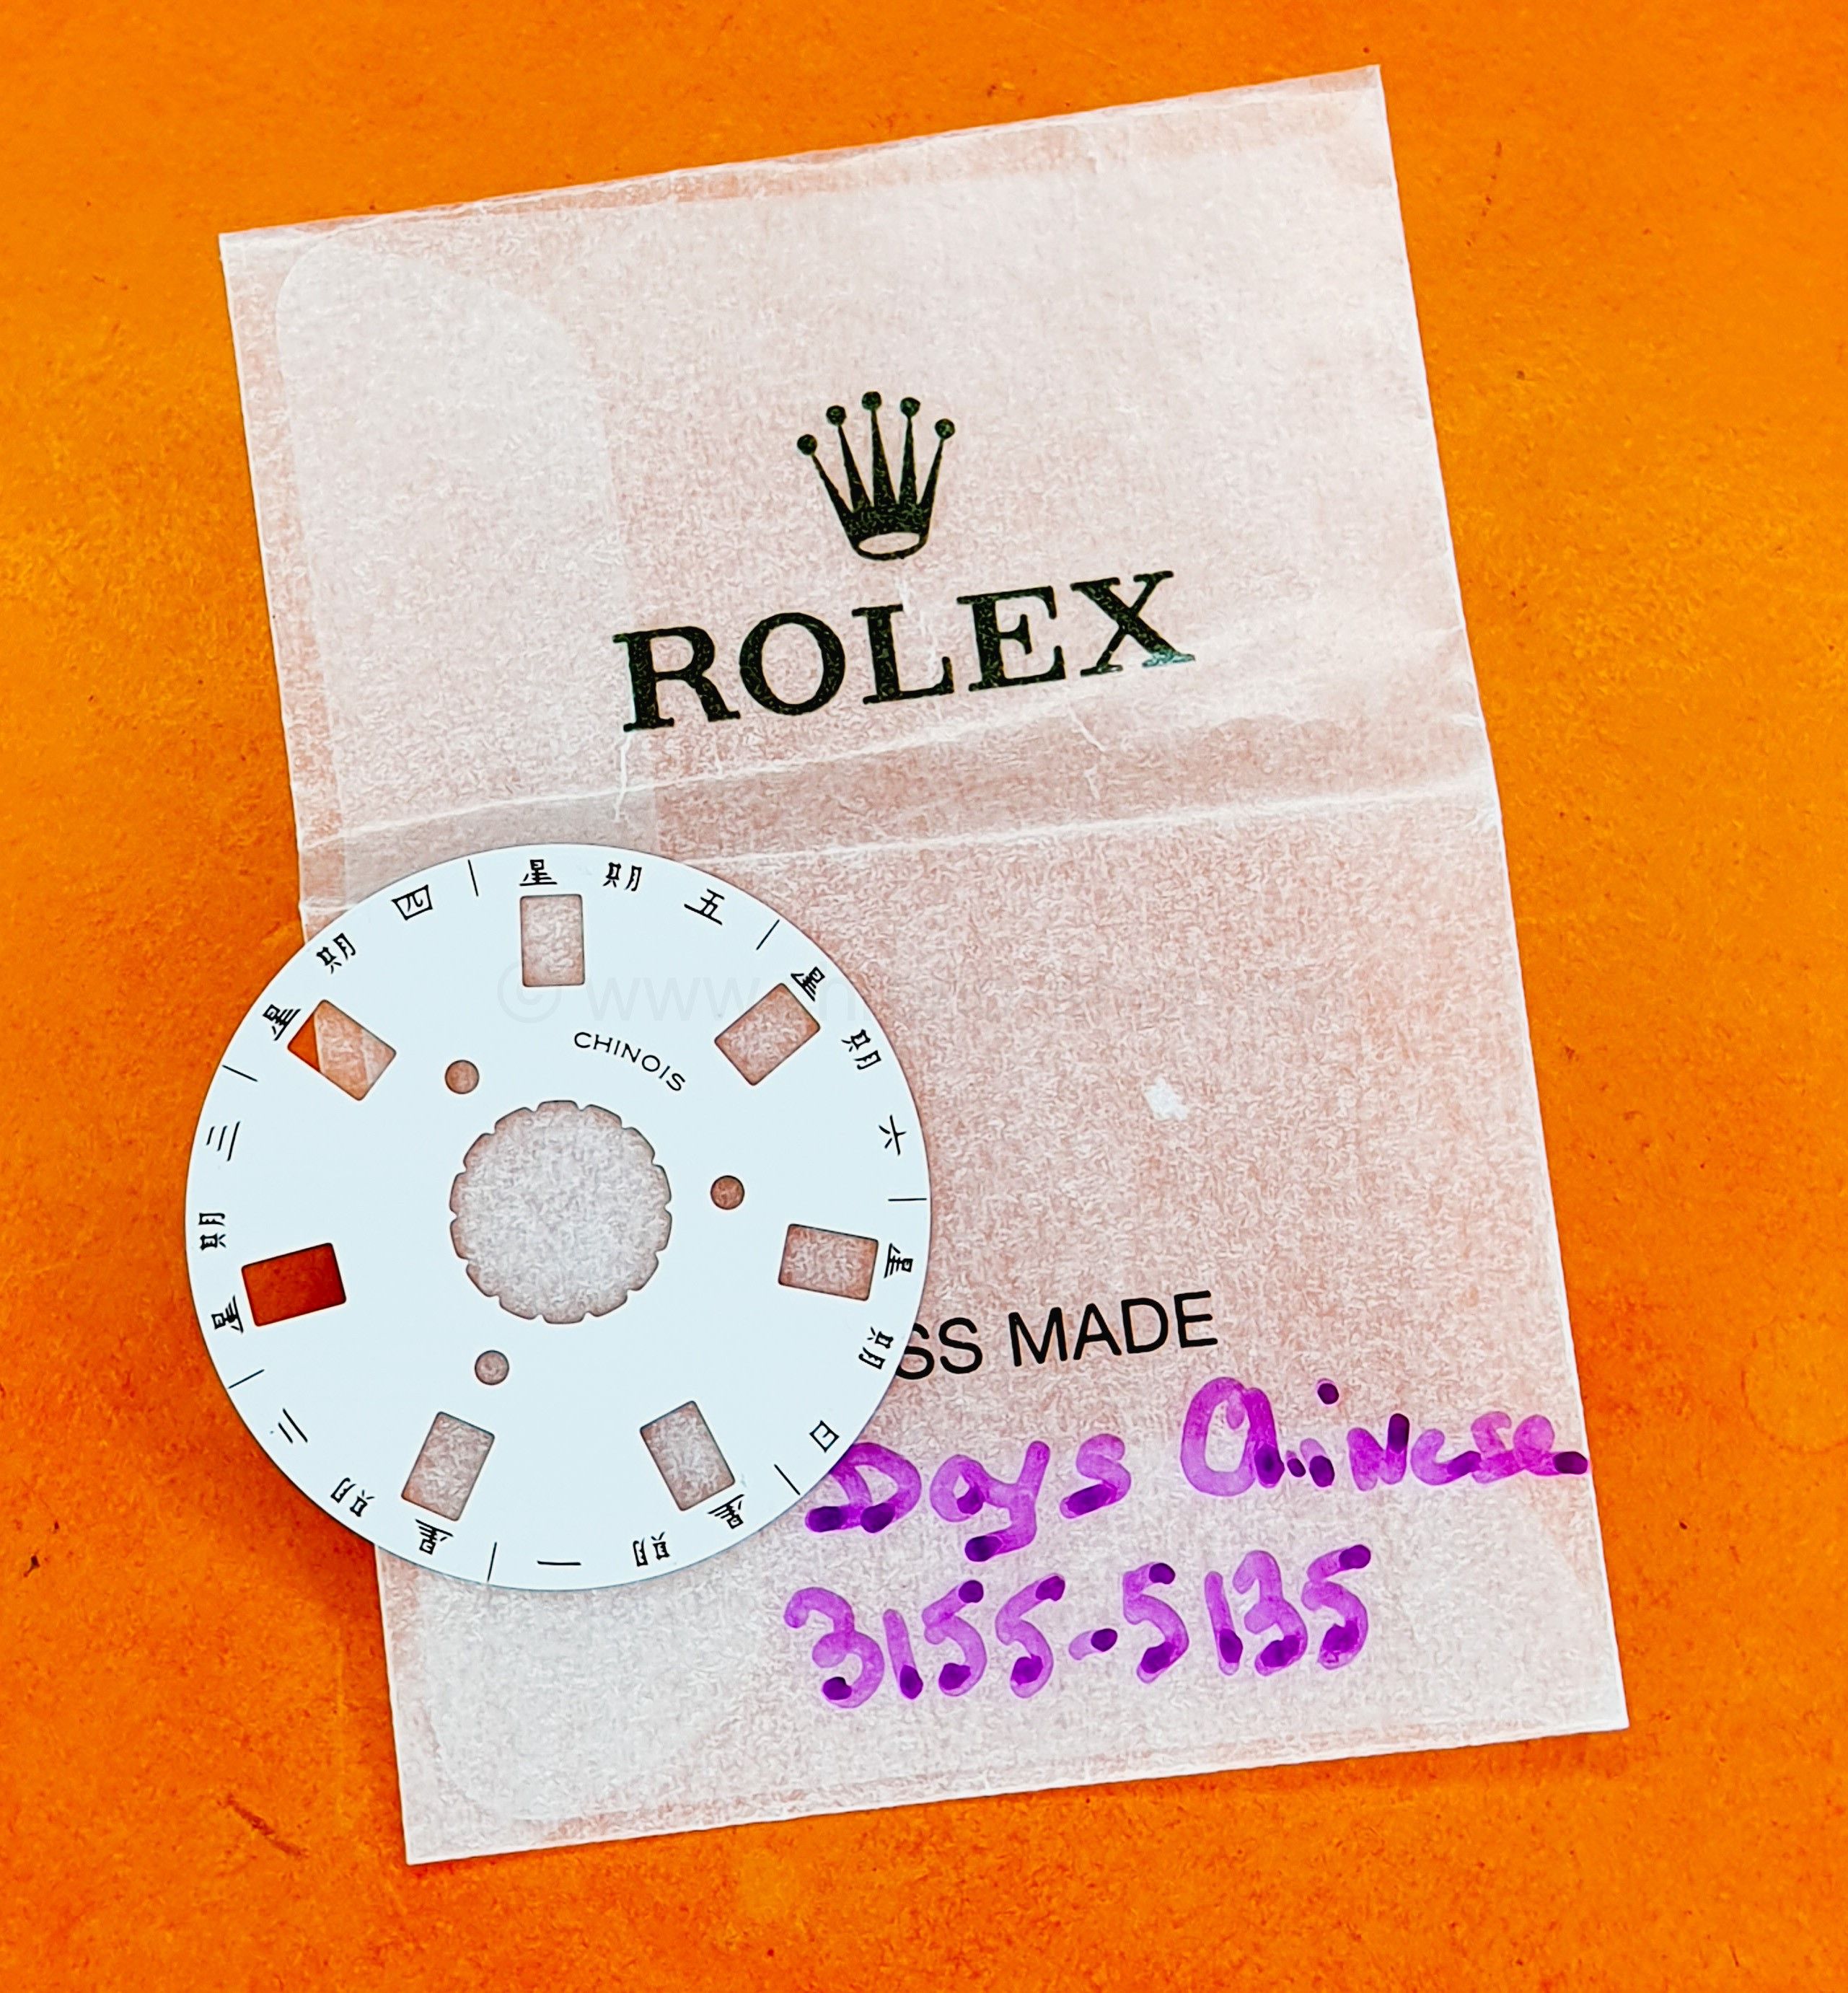 ROLEX
星期五
星期六
星期日
星期一
星期二
星期三
星期四
CHINOIS
© www.
SS MADE
Days Chinese
3155-5135